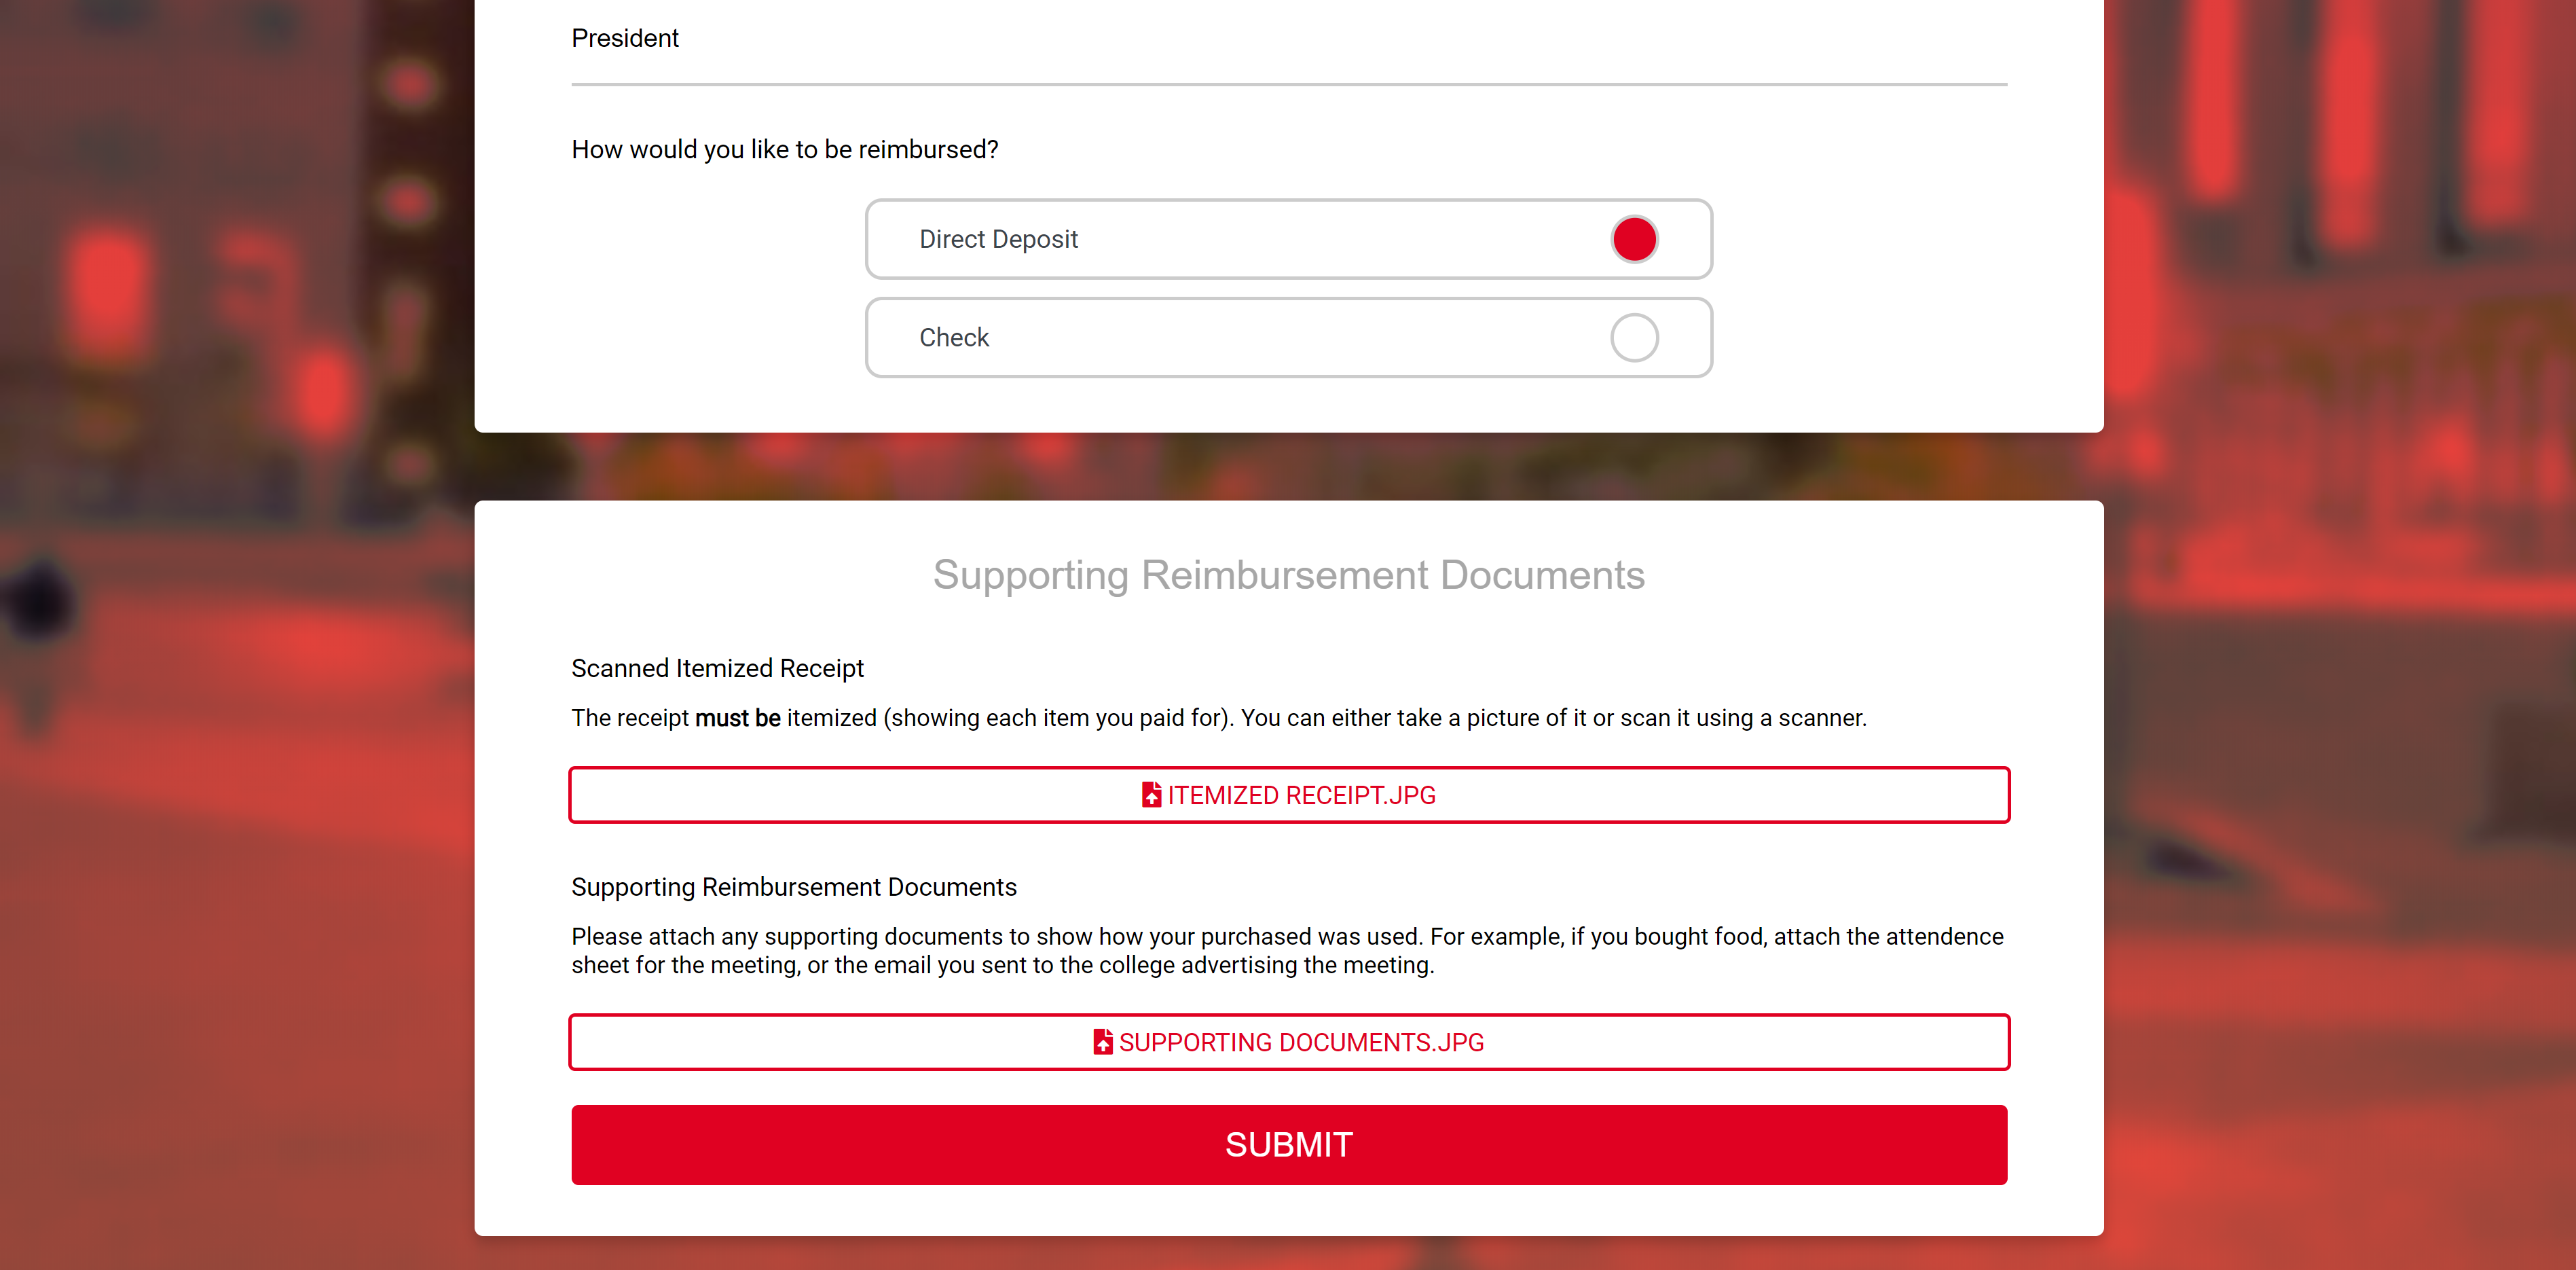 President
How would you like to be reimbursed?
Direct Deposit
Check
Supporting Reimbursement Documents
Scanned Itemized Receipt
The receipt must be itemized (showing each item you paid for). You can either take a picture of it or scan it using a scanner.
ITEMIZED RECEIPT.JPG
Supporting Reimbursement Documents
Please attach any supporting documents to show how your purchased was used. For example, if you bought food, attach the attendence
sheet for the meeting, or the email you sent to the college advertising the meeting.
SUPPORTING DOCUMENTS.JPG
SUBMIT